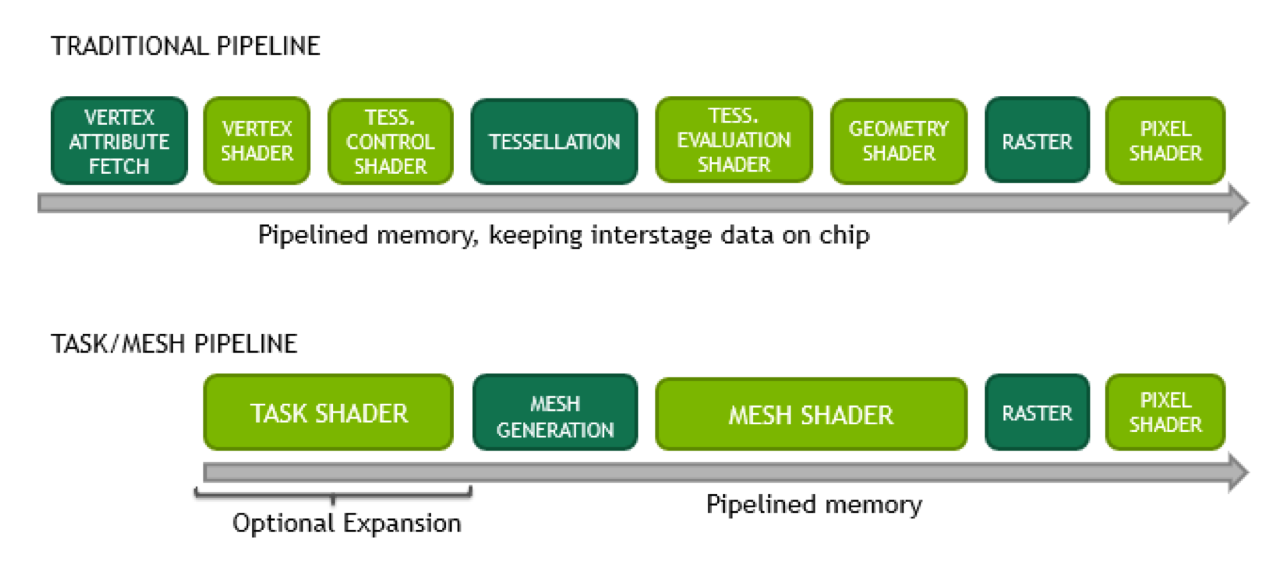 TRADITIONAL PIPELINE
VERTEX
ATTRIBUTE
FETCH
VERTEX
SHADER
TESS.
CONTROL
SHADER
TESSELLATION
TESS.
EVALUATION
SHADER
GEOMETRY
SHADER
RASTER
PIXEL
SHADER
Pipelined memory, keeping interstage data on chip
TASK/MESH PIPELINE
TASK SHADER
MESH
GENERATION
MESH SHADER
RASTER
PIXEL
SHADER
Optional Expansion
Pipelined memory